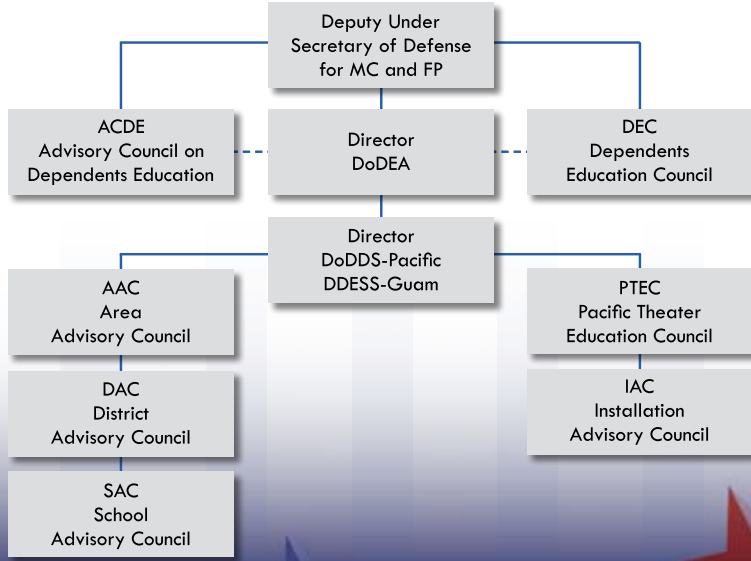 Deputy Under
Secretary of Defense
for MC and FP
ACDE
Advisory Council on
Dependents Education
Director
DoDEA
DEC
Dependents
Education Council
Director
DoDDS-Pacific
DDESS-Guam
AAC
Area
Advisory Council
PTEC
Pacific Theater
Education Council
DAC
District
Advisory Council
IAC
Installation
Advisory Council
SAC
School
Advisory Council